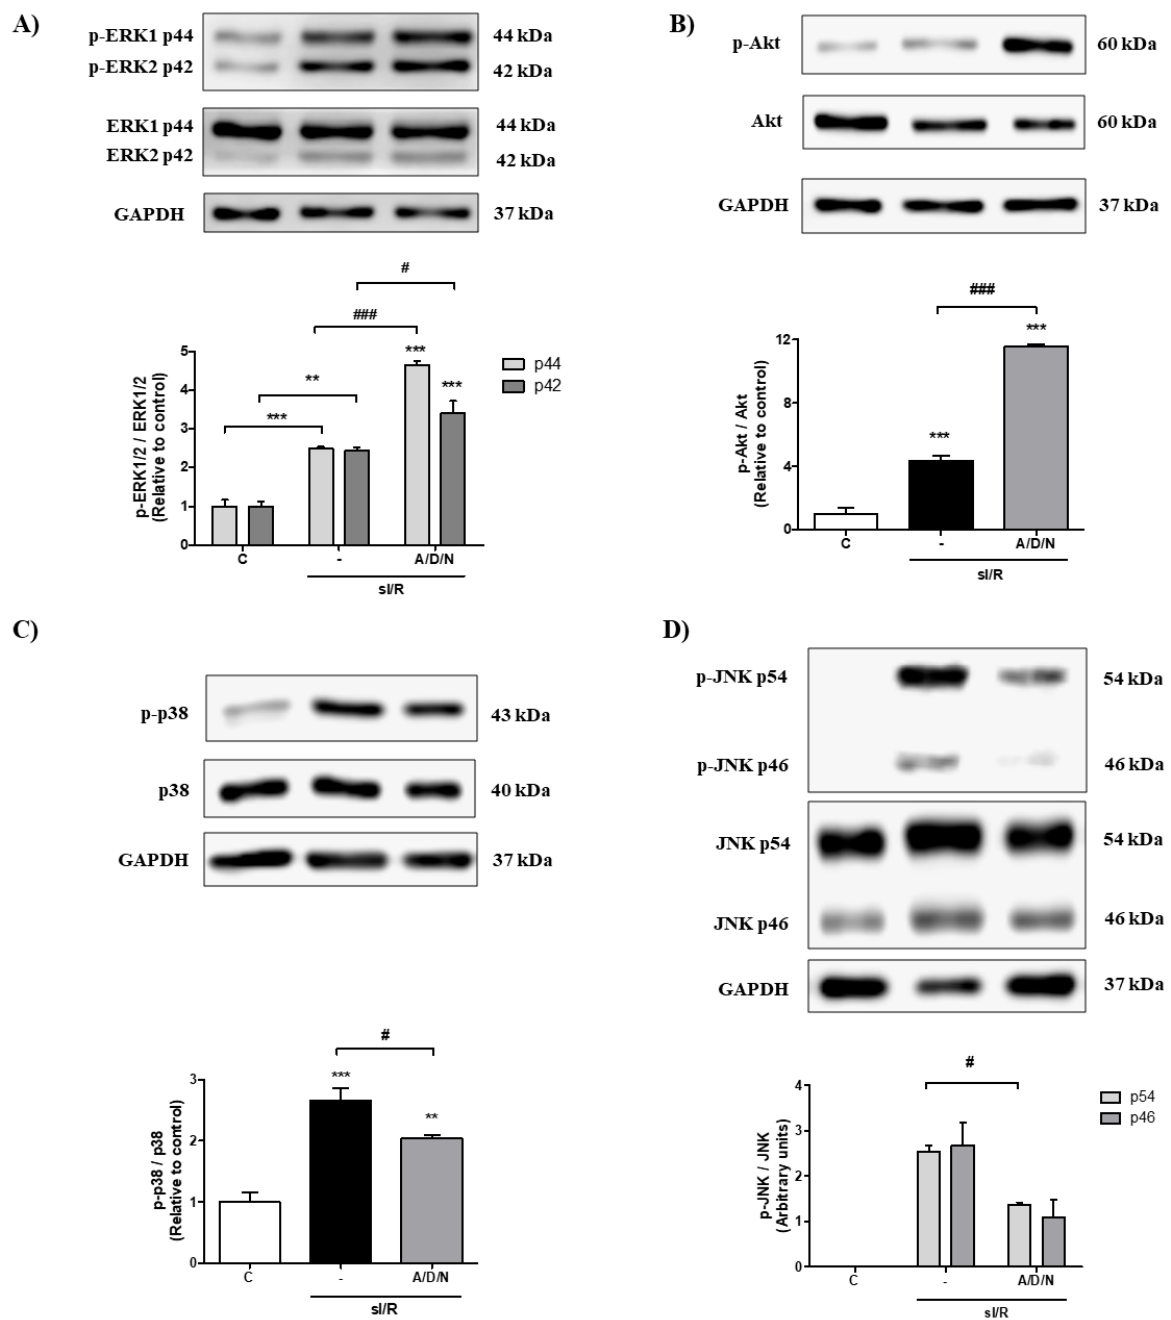 A)
p-ERK1 p44 44 kDa
p-ERK2 p42 42 kDa
ERK1 p44 44 kDa
ERK2 p42 42 kDa
GAPDH 37 kDa
#
###
** 
***
***
***
p-ERK1/2 / ERK1/2
(Relative to control)
5
4
3
2
1
0
p44
p42
C - A/D/N
sI/R
B)
p-Akt 60 kDa
Akt 60 kDa
GAPDH 37 kDa
###
***
***
p-Akt / Akt
(Relative to control)
12
8
4
0
C - A/D/N
sI/R
C)
p-p38 43 kDa
p38 40 kDa
GAPDH 37 kDa
#
***
**
p-p38 / p38
(Relative to control)
3
2
1
0
C - A/D/N
sI/R
D)
p-JNK p54 54 kDa
p-JNK p46 46 kDa
JNK p54 54 kDa
JNK p46 46 kDa
GAPDH 37 kDa
#
p-JNK / JNK
(Arbitrary units)
4
3
2
1
0
p54
p46
C - A/D/N
sI/R